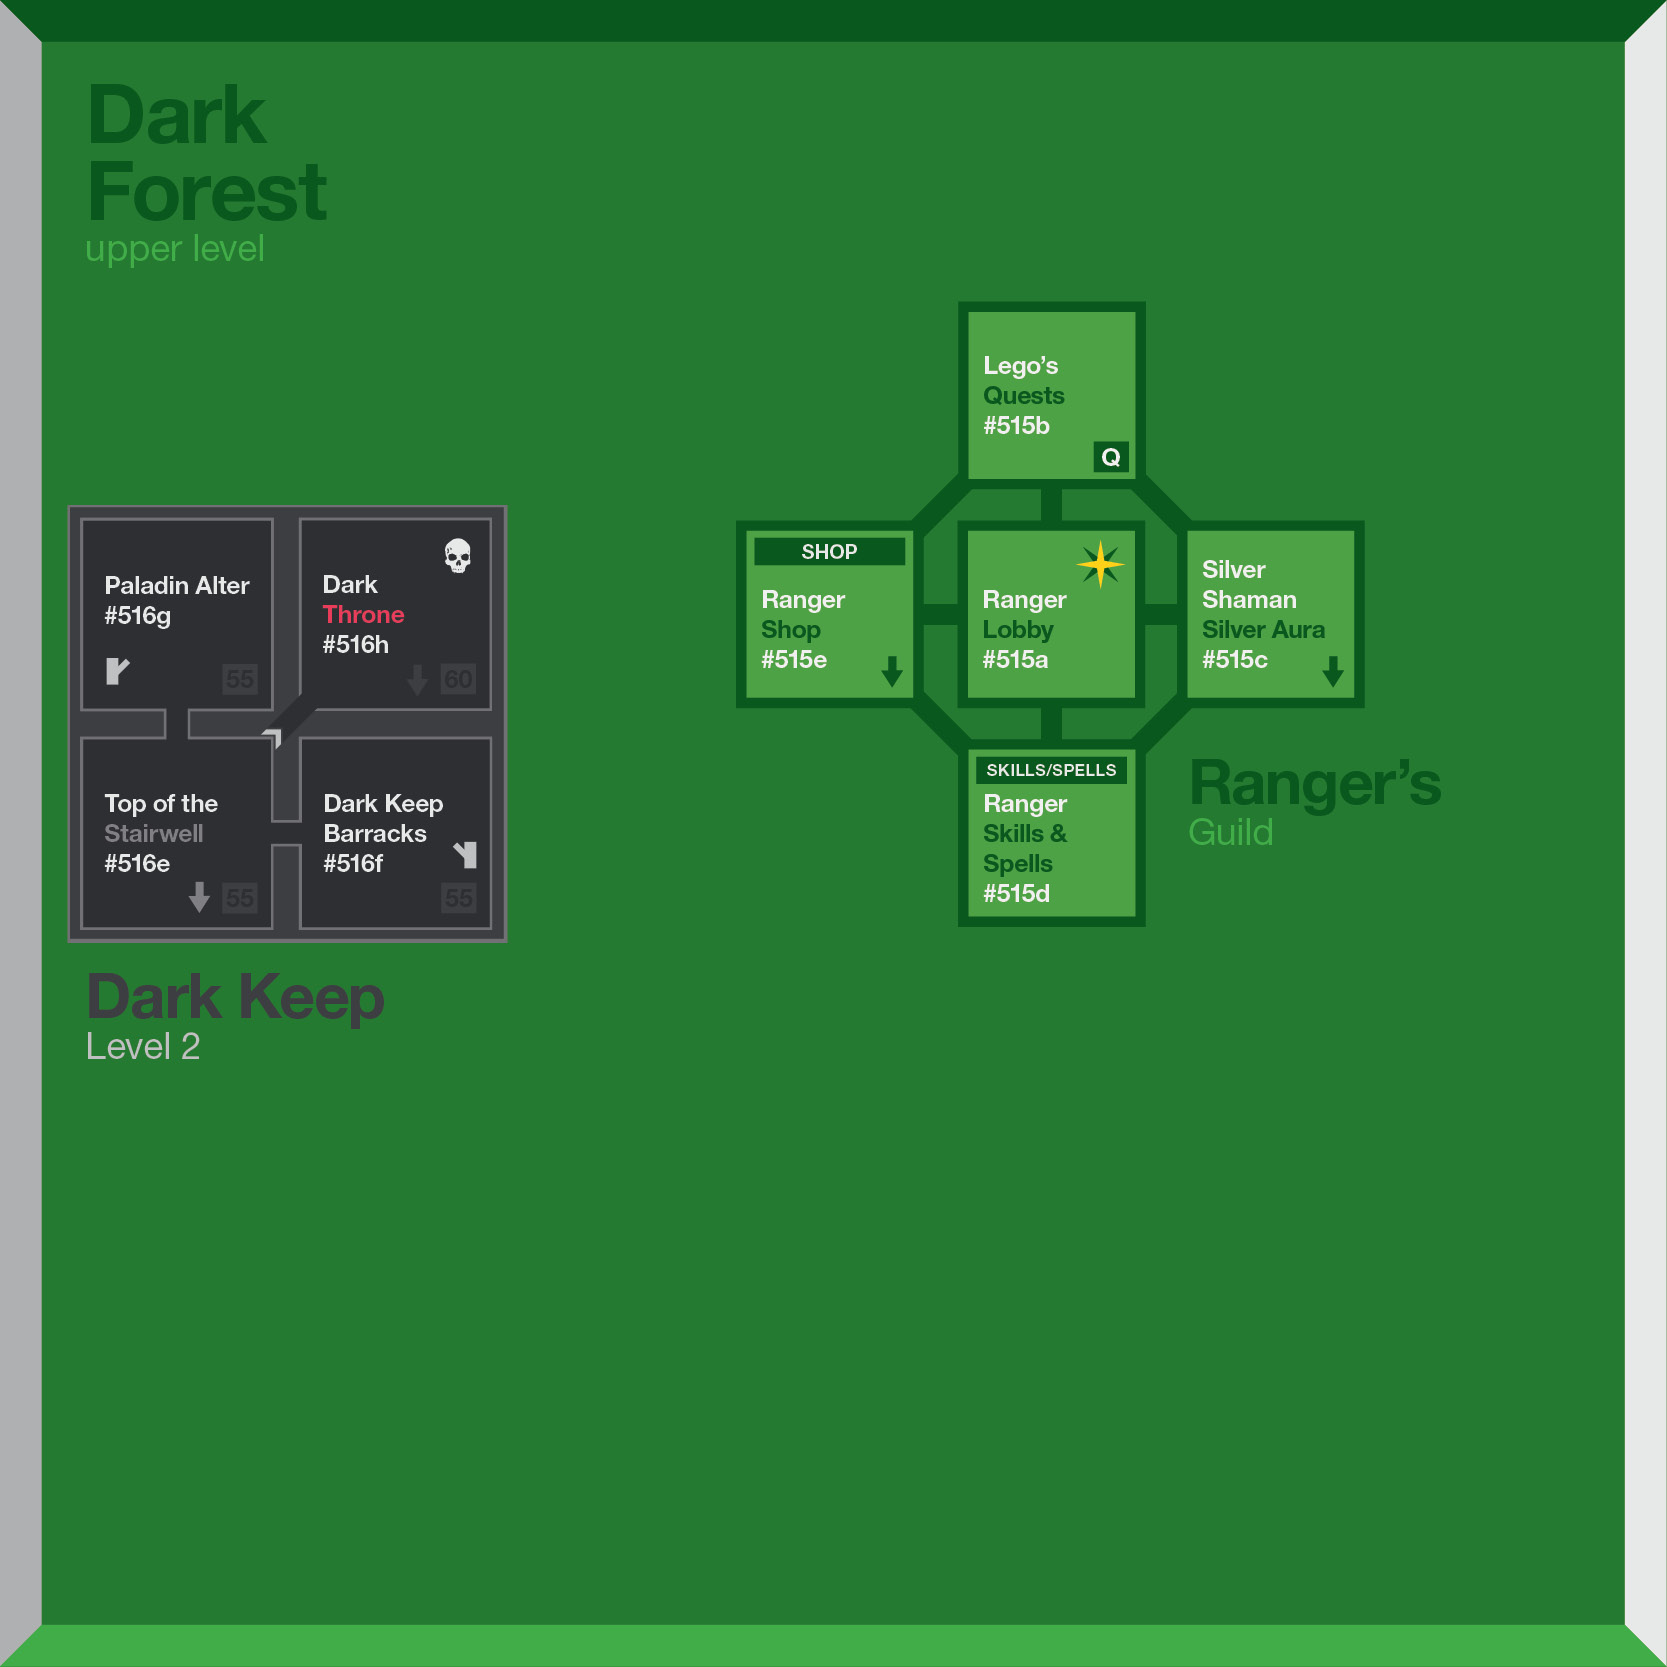 Dark
Forest
upper level
Lego's
Quests
#515b
Q
Paladin Alter
#516g
55
Dark
Throne
#516h
60
SHOP
Ranger
Shop
#515e
Ranger
Lobby
#515a
Silver
Shaman
Silver Aura
#515c
Top of the
Stairwell
#516e
55
Dark Keep
Barracks
#516f
55
SKILLS/SPELLS
Ranger
Skills &
Spells
#515d
Ranger's
Guild
Dark Keep
Level 2